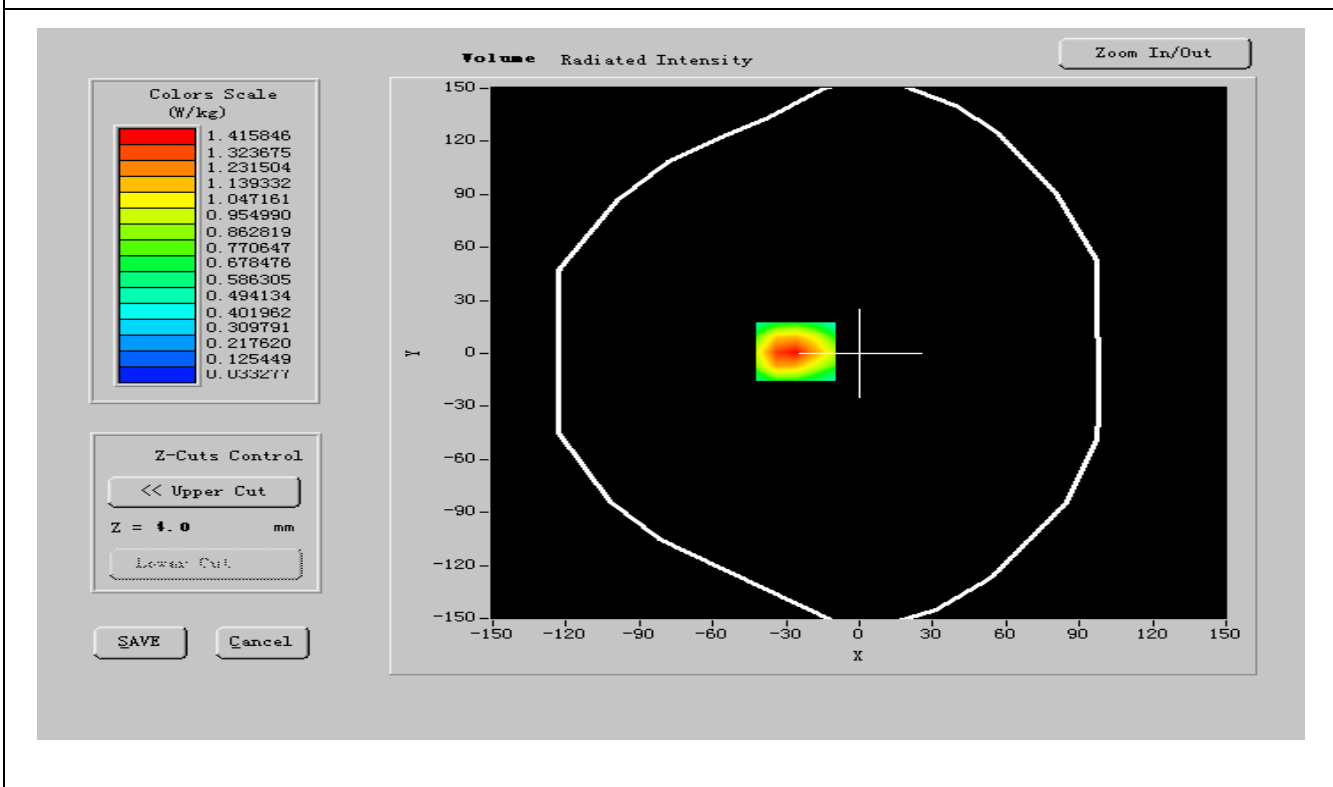 Volume Radiated Intensity
Zoom In/Out
Colors Scale
(W/kg)
1.415846
1.323675
1.231504
1.139332
1.047161
0.954990
0.862819
0.770647
0.678476
0.586305
0.494134
0.401962
0.309791
0.217620
0.125449
0.033277
Z-Cuts Control
<< Upper Cut
Z = 4.0 mm
Lower Cut
SAVE Cancel
150
120
90
60
30
0
-30
-60
-90
-120
-150
Y
-150 -120 -90 -60 -30 0 30 60 90 120 150
X